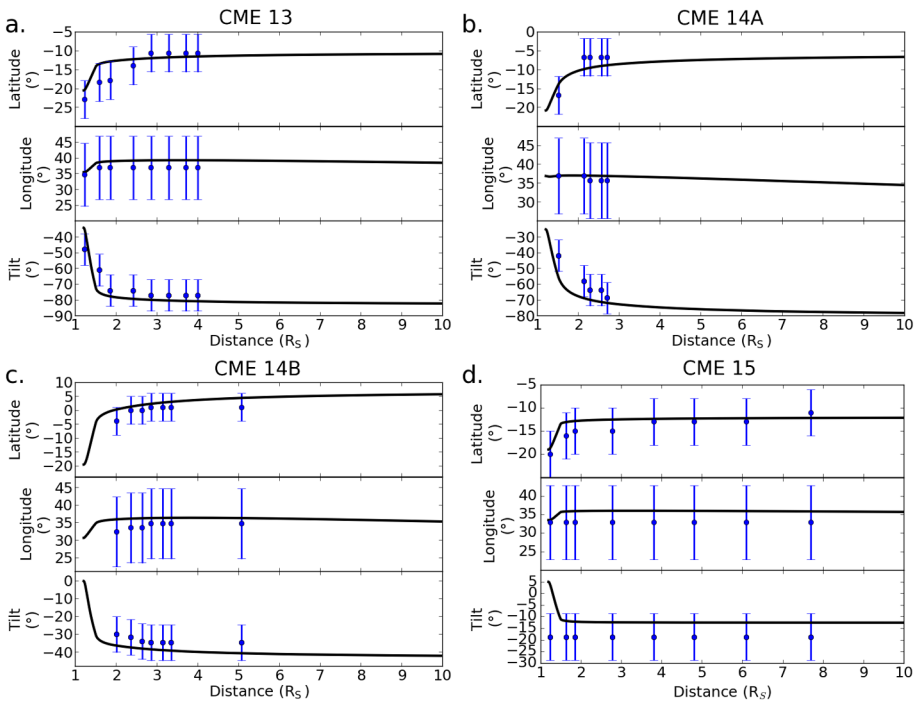 a.
CME 13
−5
−10
−15
−20
−25
Latitude
(°)
45
40
35
30
25
Longitude
(°)
−40
−50
−60
−70
−80
−90
Tilt
(°)
1 2 3 4 5 6 7 8 9 10
Distance (RS)
b.
CME 14A
0
−5
−10
−15
−20
Latitude
(°)
45
40
35
30
Longitude
(°)
−30
−40
−50
−60
−70
−80
Tilt
(°)
1 2 3 4 5 6 7 8 9 10
Distance (RS)
c.
CME 14B
10
5
0
−5
−10
−15
−20
Latitude
(°)
45
40
35
30
25
Longitude
(°)
0
−10
−20
−30
−40
Tilt
(°)
1 2 3 4 5 6 7 8 9 10
Distance (RS)
d.
CME 15
−5
−10
−15
−20
Latitude
(°)
40
35
30
25
20
Longitude
(°)
5
0
−5
−10
−15
−20
−25
−30
Tilt
(°)
1 2 3 4 5 6 7 8 9 10
Distance (RS)